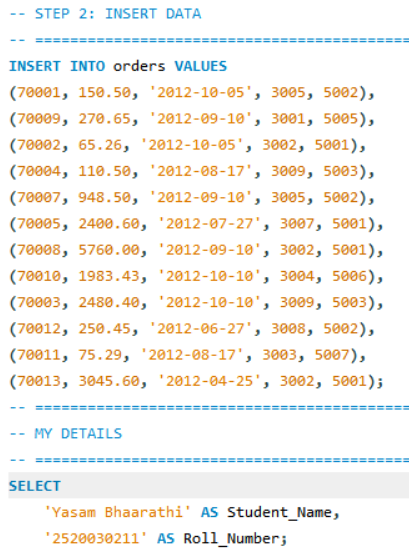 -- STEP 2: INSERT DATA
-- ========================================
INSERT INTO orders VALUES
(70001, 150.50, '2012-10-05', 3005, 5002),
(70009, 270.65, '2012-09-10', 3001, 5005),
(70002, 65.26, '2012-10-05', 3002, 5001),
(70004, 110.50, '2012-08-17', 3009, 5003),
(70007, 948.50, '2012-09-10', 3005, 5002),
(70005, 2400.60, '2012-07-27', 3007, 5001),
(70008, 5760.00, '2012-09-10', 3002, 5001),
(70010, 1983.43, '2012-10-10', 3004, 5006),
(70003, 2480.40, '2012-10-10', 3009, 5003),
(70012, 250.45, '2012-06-27', 3008, 5002),
(70011, 75.29, '2012-08-17', 3003, 5007),
(70013, 3045.60, '2012-04-25', 3002, 5001);
-- ========================================
-- MY DETAILS
-- ========================================
SELECT
'Yasam Bhaarathi' AS Student_Name,
'2520030211' AS Roll_Number;